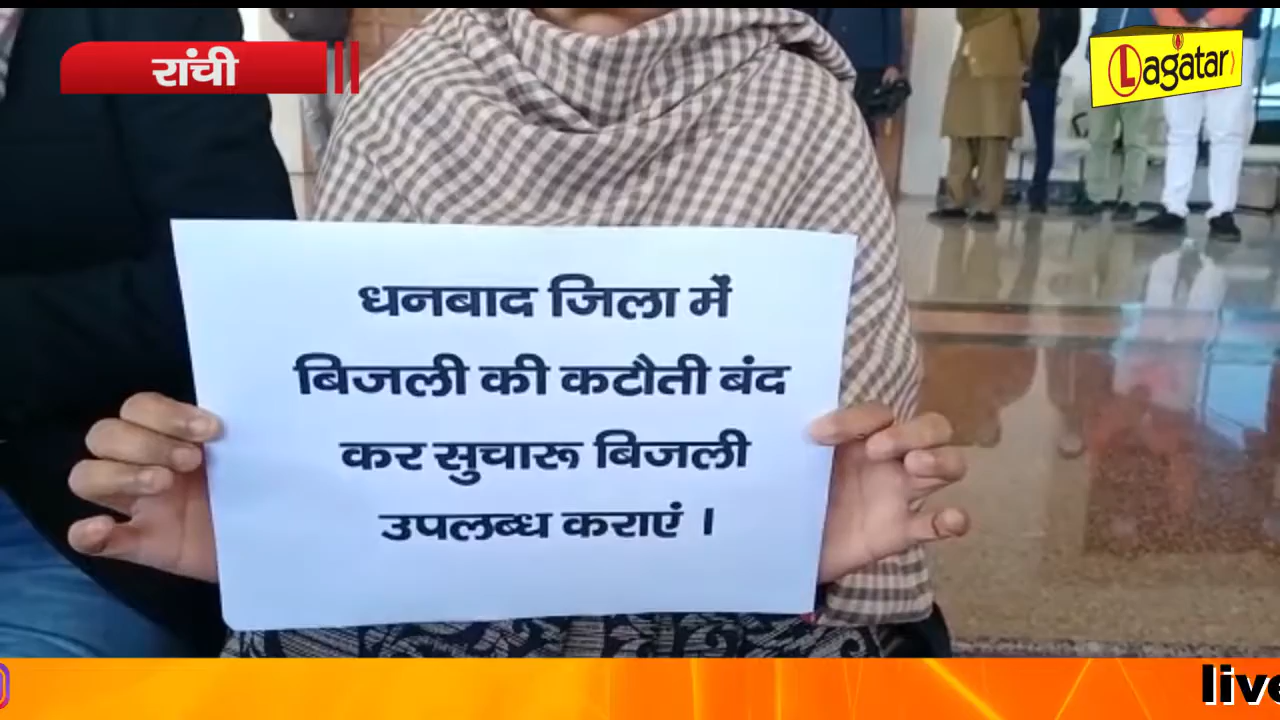 रांची
Lagatar
धनबाद जिला में
बिजली की कटौती बंद
कर सुचारू बिजली
उपलब्ध कराएं ।
live